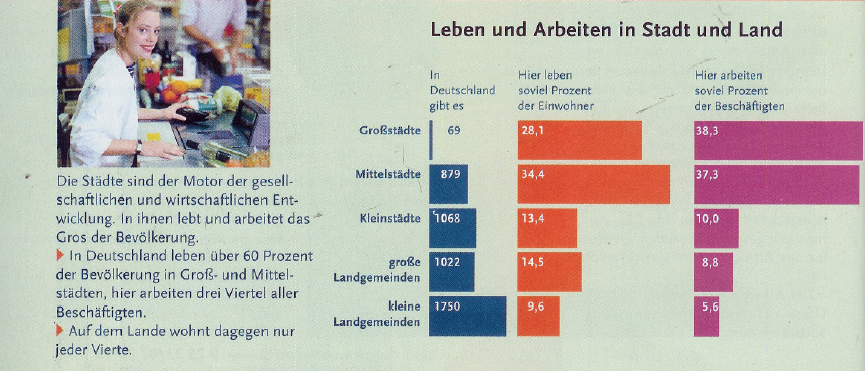 Leben und Arbeiten in Stadt und Land
Die Städte sind der Motor der gesell-
schaftlichen und wirtschaftlichen Ent-
wicklung. In ihnen lebt und arbeitet das
Gros der Bevölkerung.
In Deutschland leben über 60 Prozent
der Bevölkerung in Groß- und Mittel-
städten, hier arbeiten drei Viertel aller
Beschäftigten.
Auf dem Lande wohnt dagegen nur
jeder Vierte.
In
Deutschland
gibt es
Hier leben
soviel Prozent
der Einwohner
Hier arbeiten
soviel Prozent
der Beschäftigten
Großstädte 69 28,1 38,3
Mittelstädte 879 34,4 37,3
Kleinstädte 1068 13,4 10,0
große
Landgemeinden 1022 14,5 8,8
kleine
Landgemeinden 1750 9,6 5,6